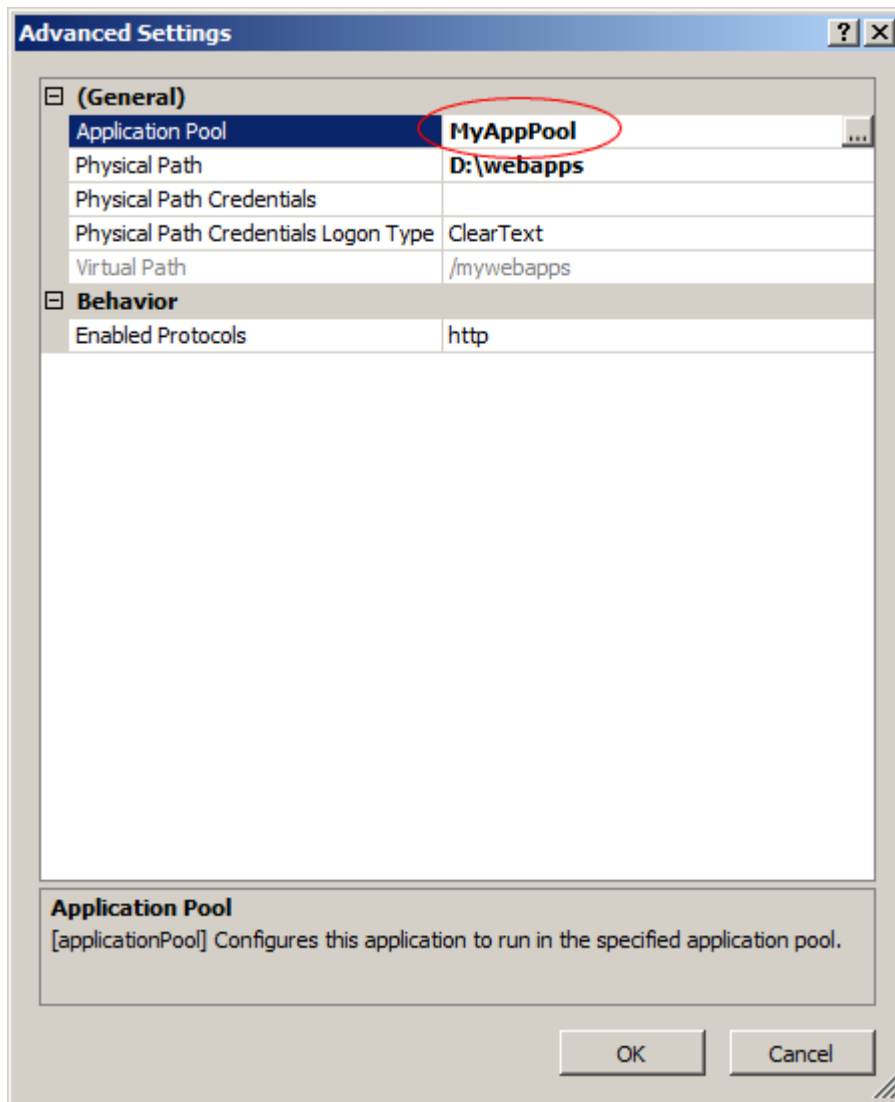 Advanced Settings
(General)
Application Pool MyAppPool ...
Physical Path D:\webapps
Physical Path Credentials
Physical Path Credentials Logon Type ClearText
Virtual Path /mywebapps
Behavior
Enabled Protocols http
Application Pool
[applicationPool] Configures this application to run in the specified application pool.
OK Cancel